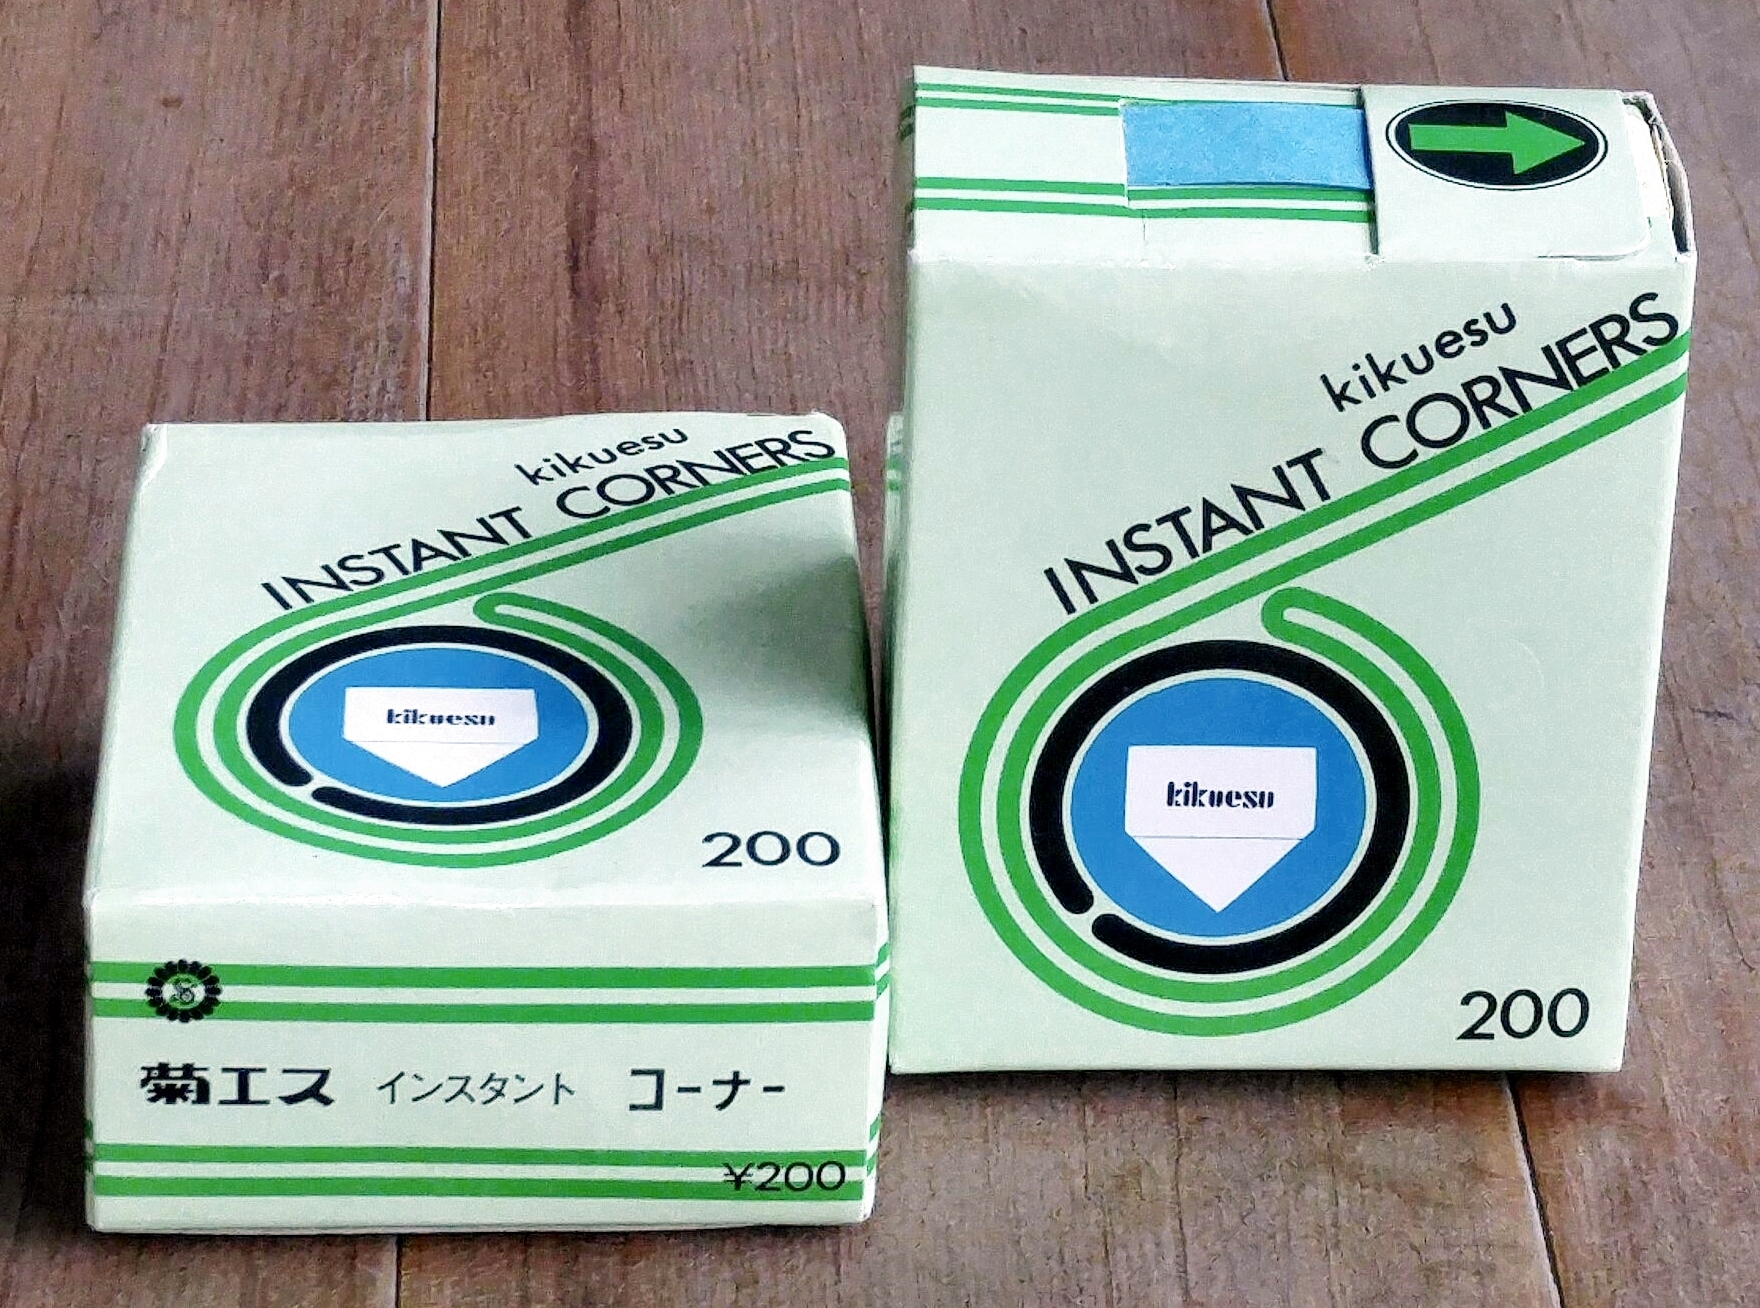 kikuesu
INSTANT CORNERS
kikuesu
200
菊エス インスタント コーナー
¥200
kikuesu
INSTANT CORNERS
kikuesu
200